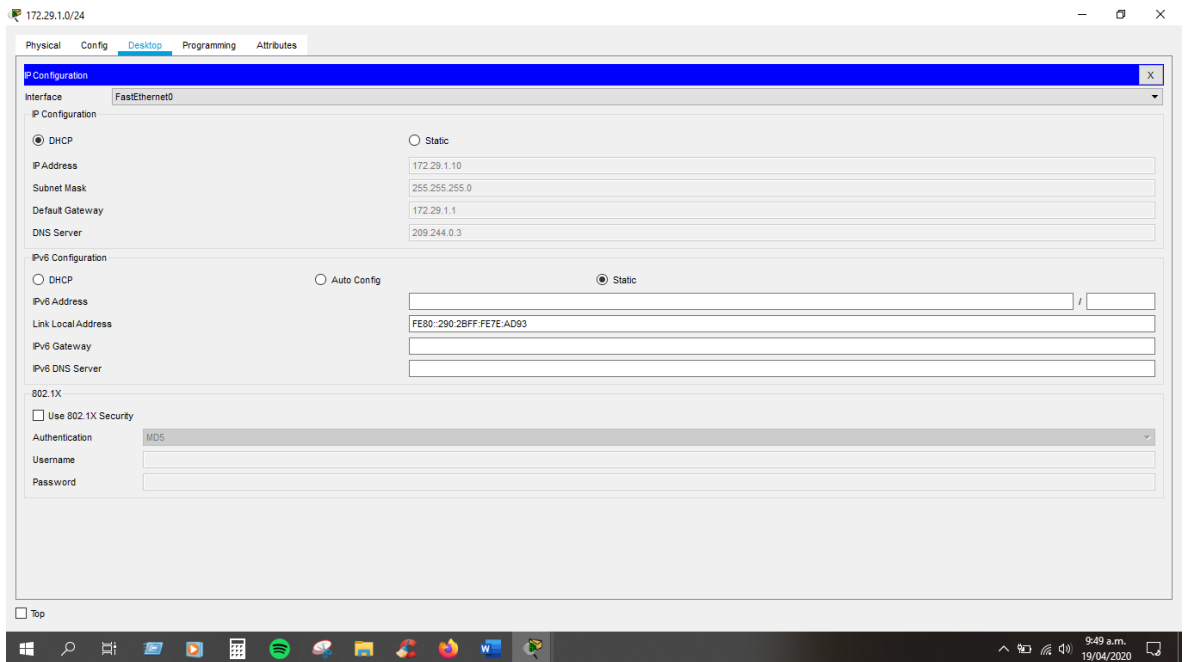 172.29.1.0/24
Physical Config Desktop Programming Attributes
IP Configuration X
Interface FastEthernet0
IP Configuration
DHCP Static
IP Address 172.29.1.10
Subnet Mask 255.255.255.0
Default Gateway 172.29.1.1
DNS Server 209.244.0.3
IPv6 Configuration
DHCP Auto Config Static
IPv6 Address /
Link Local Address FE80::290:2BFF:FE7E:AD93
IPv6 Gateway
IPv6 DNS Server
802.1X
Use 802.1X Security
Authentication MD5
Username
Password
Top
9:49 a.m.
19/04/2020